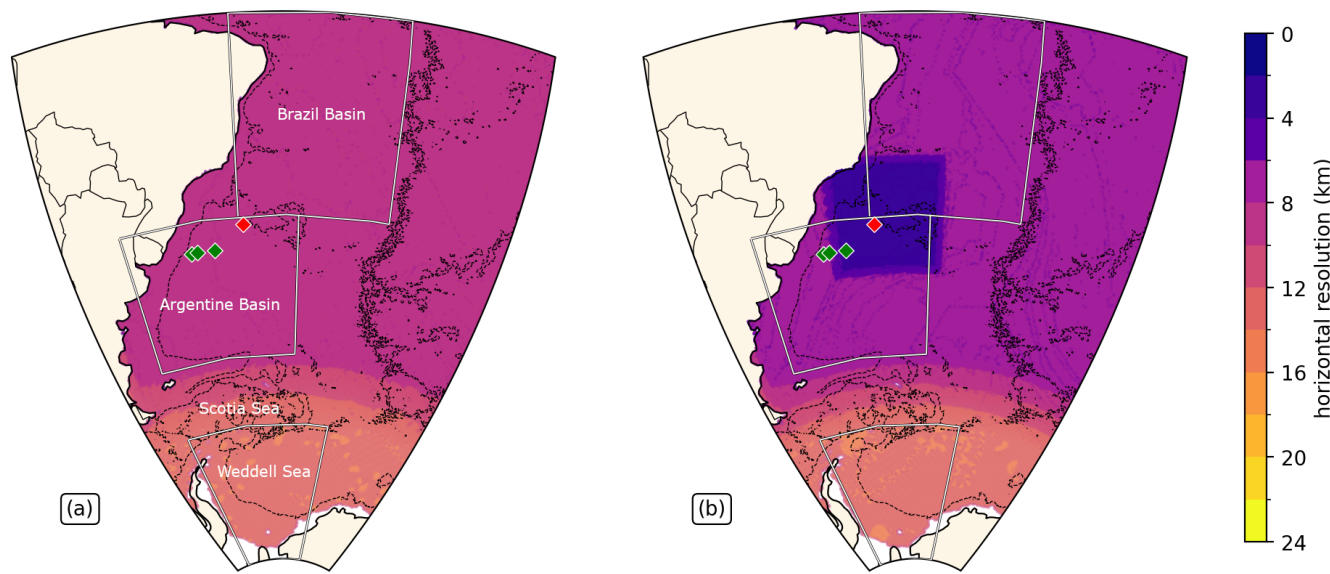 Brazil Basin
Argentine Basin
Scotia Sea
Weddell Sea
(a)
(b)
0
4
8
12
16
20
24
horizontal resolution (km)